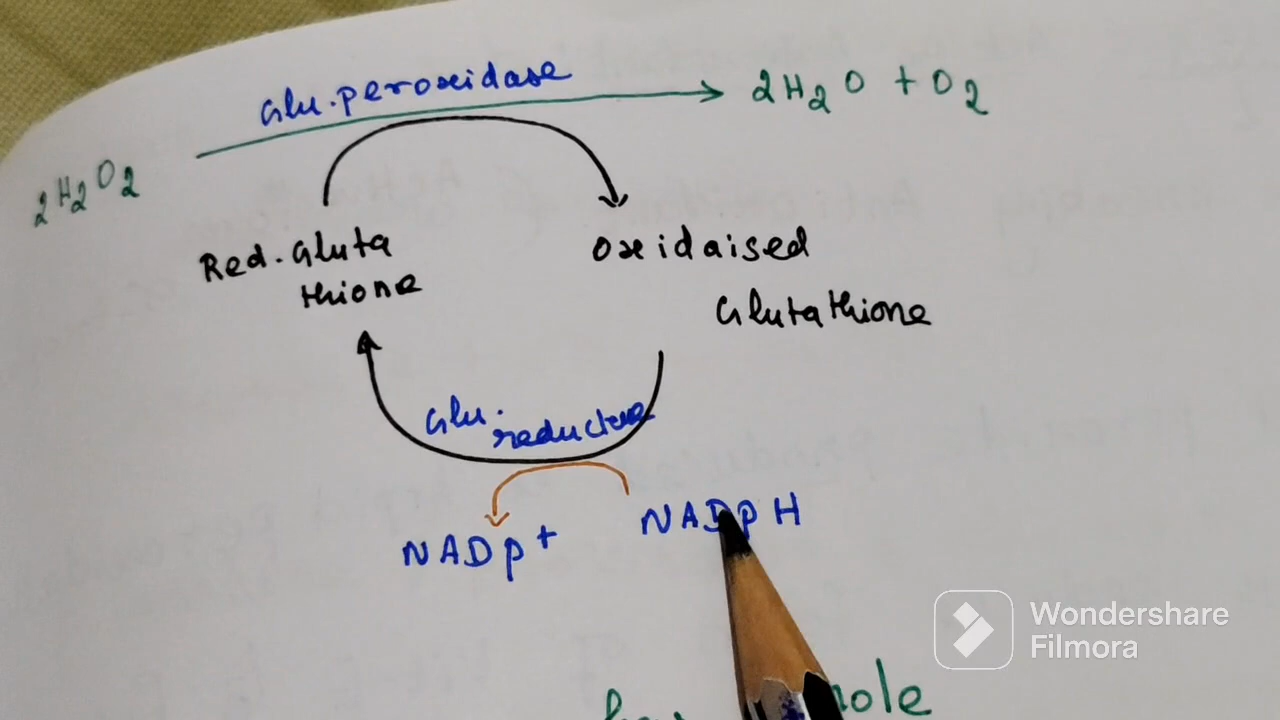 Glu. peroxidase
2H2O2
2H2O + O2
Red. Gluta
thione
Oxidaised
Glutathione
Glu.
reductase
NADp+
NADpH
Wondershare
Filmora